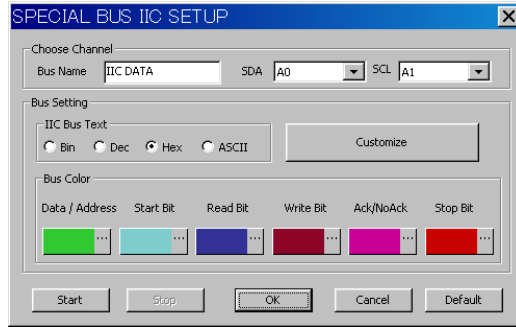 SPECIAL BUS IIC SETUP
Choose Channel
Bus Name IIC DATA SDA A0 SCL A1
Bus Setting
IIC Bus Text
Bin Dec Hex ASCII
Customize
Bus Color
Data / Address Start Bit Read Bit Write Bit Ack/NoAck Stop Bit
... ... ... ... ... ...
Start Stop OK Cancel Default